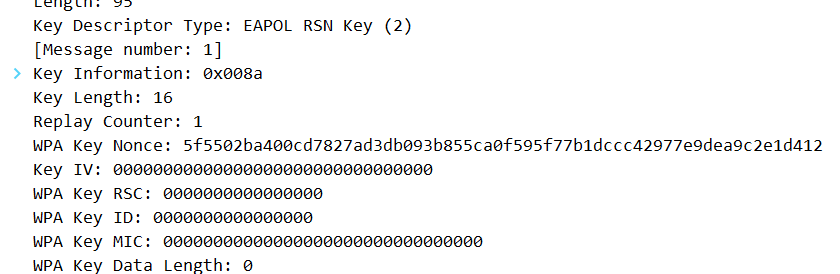 Length: 95
Key Descriptor Type: EAPOL RSN Key (2)
[Message number: 1]
Key Information: 0x008a
Key Length: 16
Replay Counter: 1
WPA Key Nonce: 5f5502ba400cd7827ad3db093b855ca0f595f77b1dccc42977e9dea9c2e1d412
Key IV: 00000000000000000000000000000000
WPA Key RSC: 0000000000000000
WPA Key ID: 0000000000000000
WPA Key MIC: 00000000000000000000000000000000
WPA Key Data Length: 0